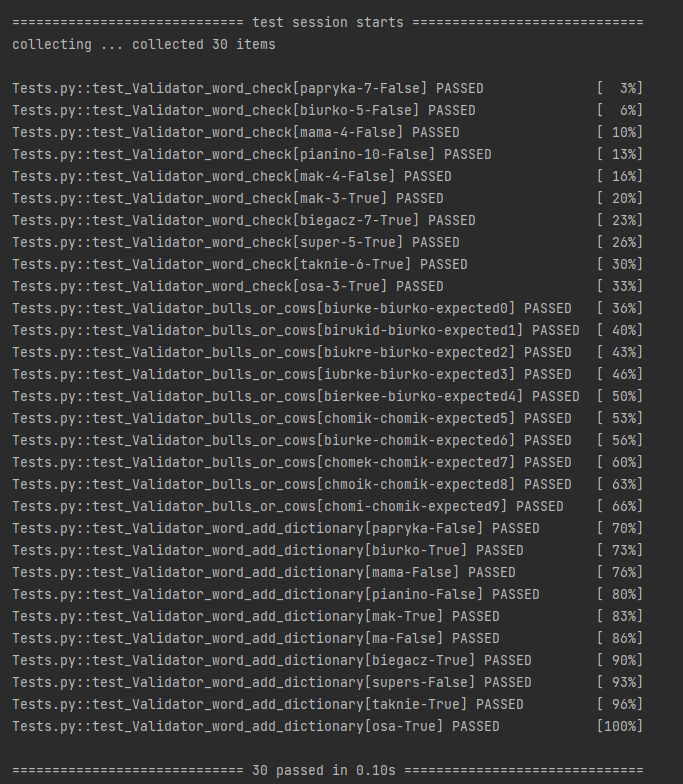 ============================= test session starts =============================
collecting ... collected 30 items
Tests.py::test_Validator_word_check[papryka-7-False] PASSED [  3%]
Tests.py::test_Validator_word_check[biurko-5-False] PASSED [  6%]
Tests.py::test_Validator_word_check[mama-4-False] PASSED [ 10%]
Tests.py::test_Validator_word_check[pianino-10-False] PASSED [ 13%]
Tests.py::test_Validator_word_check[mak-4-False] PASSED [ 16%]
Tests.py::test_Validator_word_check[mak-3-True] PASSED [ 20%]
Tests.py::test_Validator_word_check[biegacz-7-True] PASSED [ 23%]
Tests.py::test_Validator_word_check[super-5-True] PASSED [ 26%]
Tests.py::test_Validator_word_check[taknie-6-True] PASSED [ 30%]
Tests.py::test_Validator_word_check[osa-3-True] PASSED [ 33%]
Tests.py::test_Validator_bulls_or_cows[biurke-biurko-expected0] PASSED [ 36%]
Tests.py::test_Validator_bulls_or_cows[birukid-biurko-expected1] PASSED [ 40%]
Tests.py::test_Validator_bulls_or_cows[biukre-biurko-expected2] PASSED [ 43%]
Tests.py::test_Validator_bulls_or_cows[iubrke-biurko-expected3] PASSED [ 46%]
Tests.py::test_Validator_bulls_or_cows[bierkee-biurko-expected4] PASSED [ 50%]
Tests.py::test_Validator_bulls_or_cows[chomik-chomik-expected5] PASSED [ 53%]
Tests.py::test_Validator_bulls_or_cows[biurke-chomik-expected6] PASSED [ 56%]
Tests.py::test_Validator_bulls_or_cows[chomek-chomik-expected7] PASSED [ 60%]
Tests.py::test_Validator_bulls_or_cows[chmoik-chomik-expected8] PASSED [ 63%]
Tests.py::test_Validator_bulls_or_cows[chomi-chomik-expected9] PASSED [ 66%]
Tests.py::test_Validator_word_add_dictionary[papryka-False] PASSED [ 70%]
Tests.py::test_Validator_word_add_dictionary[biurko-True] PASSED [ 73%]
Tests.py::test_Validator_word_add_dictionary[mama-False] PASSED [ 76%]
Tests.py::test_Validator_word_add_dictionary[pianino-False] PASSED [ 80%]
Tests.py::test_Validator_word_add_dictionary[mak-True] PASSED [ 83%]
Tests.py::test_Validator_word_add_dictionary[ma-False] PASSED [ 86%]
Tests.py::test_Validator_word_add_dictionary[biegacz-True] PASSED [ 90%]
Tests.py::test_Validator_word_add_dictionary[supers-False] PASSED [ 93%]
Tests.py::test_Validator_word_add_dictionary[taknie-True] PASSED [ 96%]
Tests.py::test_Validator_word_add_dictionary[osa-True] PASSED [100%]
============================= 30 passed in 0.10s ==============================